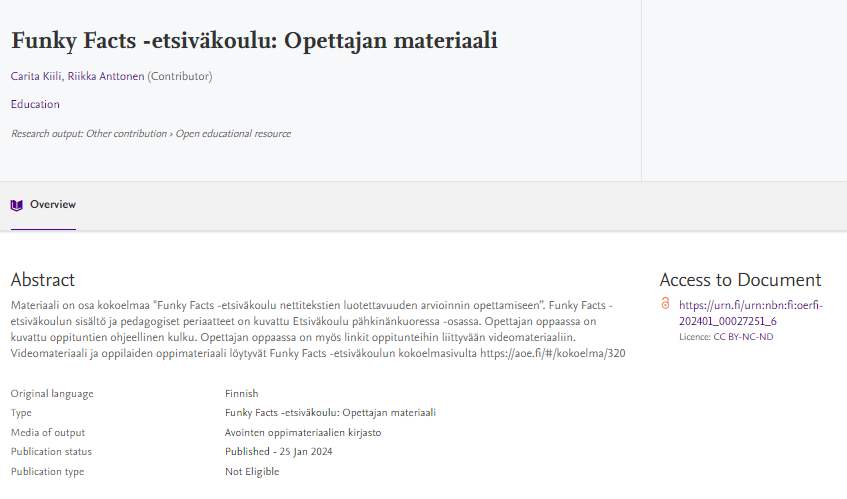 Funky Facts -etsiväkoulu: Opettajan materiaali
Carita Kiili, Riikka Anttonen (Contributor)
Education
Research output: Other contribution › Open educational resource
Overview
Abstract
Materiaali on osa kokoelmaa "Funky Facts -etsiväkoulu nettitekstien luotettavuuden arvioinnin opettamiseen". Funky Facts -
etsiväkoulun sisältö ja pedagogiset periaatteet on kuvattu Etsiväkoulu pähkinänkuoressa -osassa. Opettajan oppaassa on
kuvattu oppituntien ohjeellinen kulku. Opettajan oppaassa on myös linkit oppitunteihin liittyvään videomateriaaliin.
Videomateriaali ja oppilaiden oppimateriaali löytyvät Funky Facts -etsiväkoulun kokoelmasivulta https://aoe.fi/#/kokoelma/320
Original language Finnish
Type Funky Facts -etsiväkoulu: Opettajan materiaali
Media of output Avointen oppimateriaalien kirjasto
Publication status Published - 25 Jan 2024
Publication type Not Eligible
Access to Document
https://urn.fi/urn:nbn:fi:oerfi-
202401_00027251_6
Licence: CC BY-NC-ND